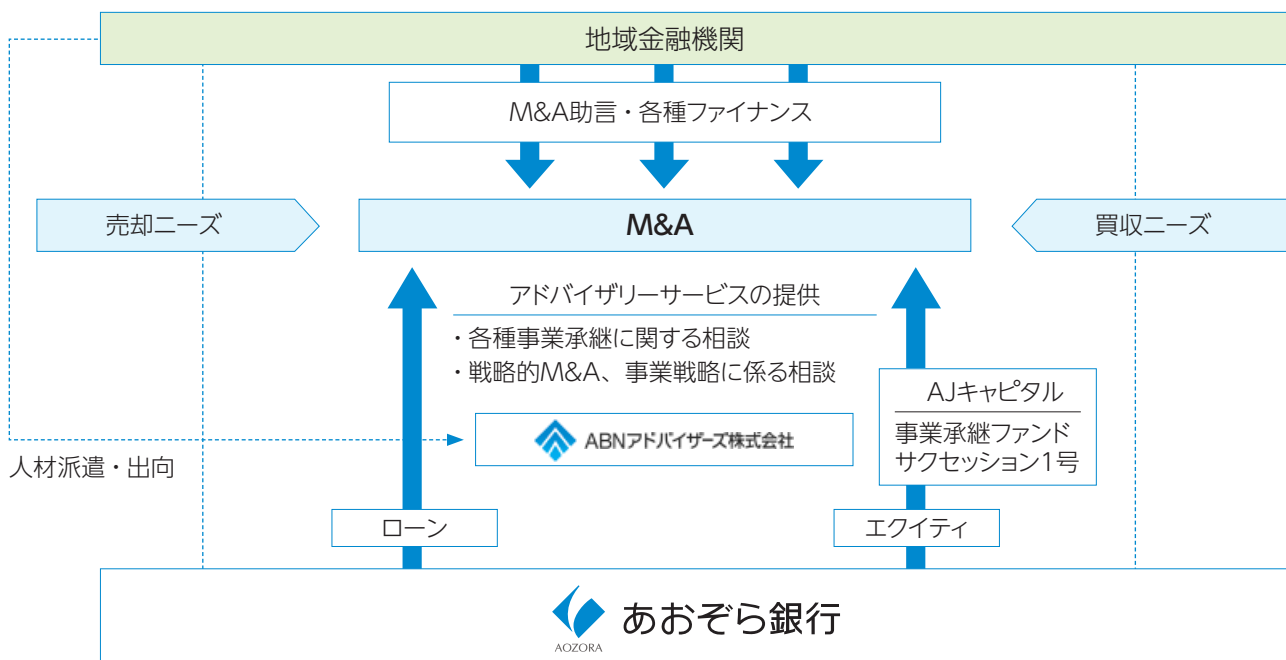 地域金融機関
M&A助言・各種ファイナンス
売却ニーズ
M&A
買収ニーズ
アドバイザリーサービスの提供
・各種事業承継に関する相談
・戦略的M&A、事業戦略に係る相談
AJキャピタル
事業承継ファンド
サクセッション1号
ABNアドバイザーズ株式会社
人材派遣・出向
ローン
エクイティ
あおぞら銀行
AOZORA